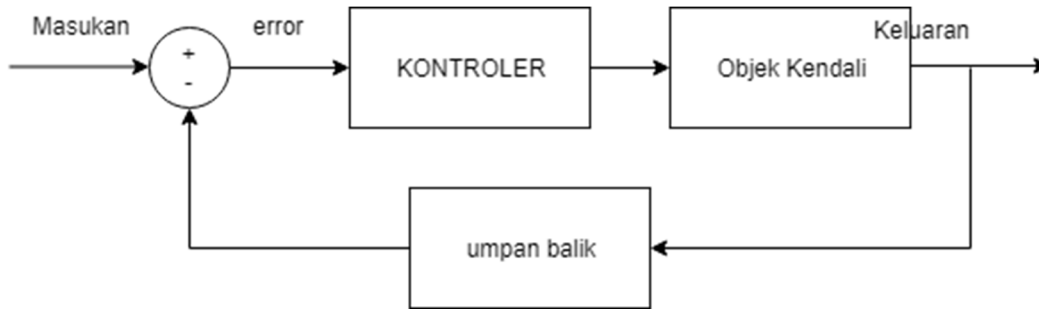 Masukan
error
Keluaran
+
-
KONTROLER
Objek Kendali
umpan balik